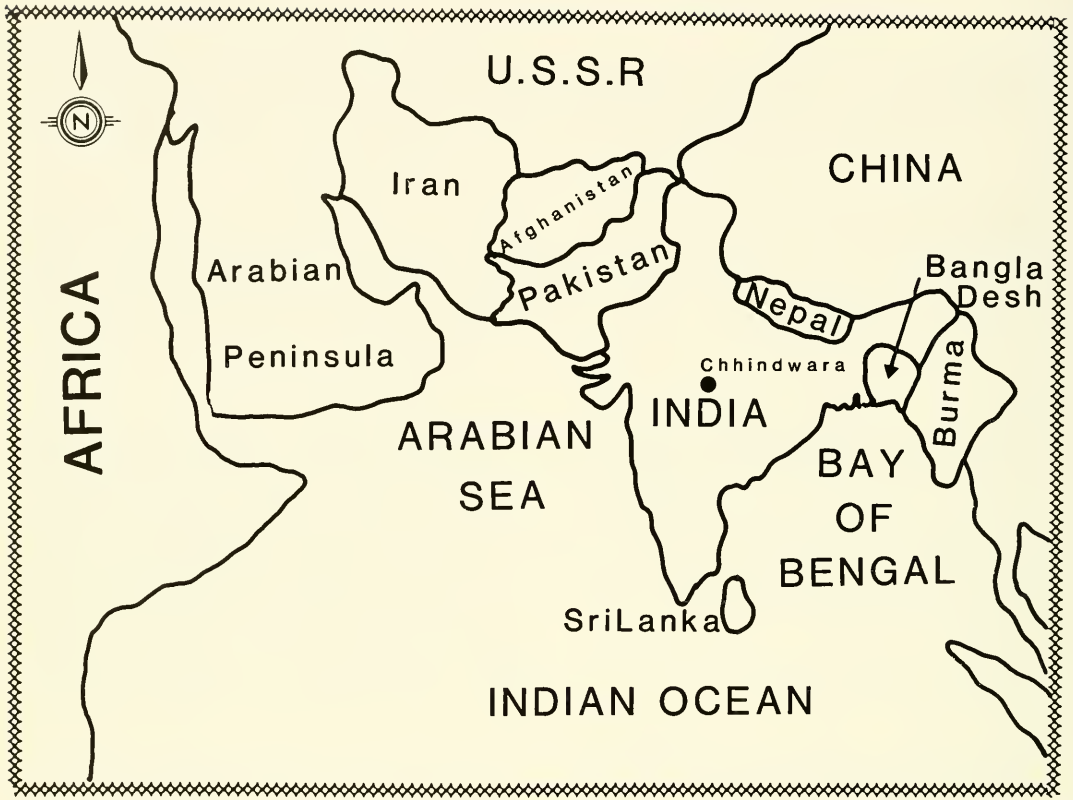 N
U.S.S.R
CHINA
Iran
Afghanistan
Pakistan
Arabian
Peninsula
AFRICA
Nepal
Bangla
Desh
Burma
Chhindwara
INDIA
ARABIAN
SEA
BAY
OF
BENGAL
SriLanka
INDIAN OCEAN